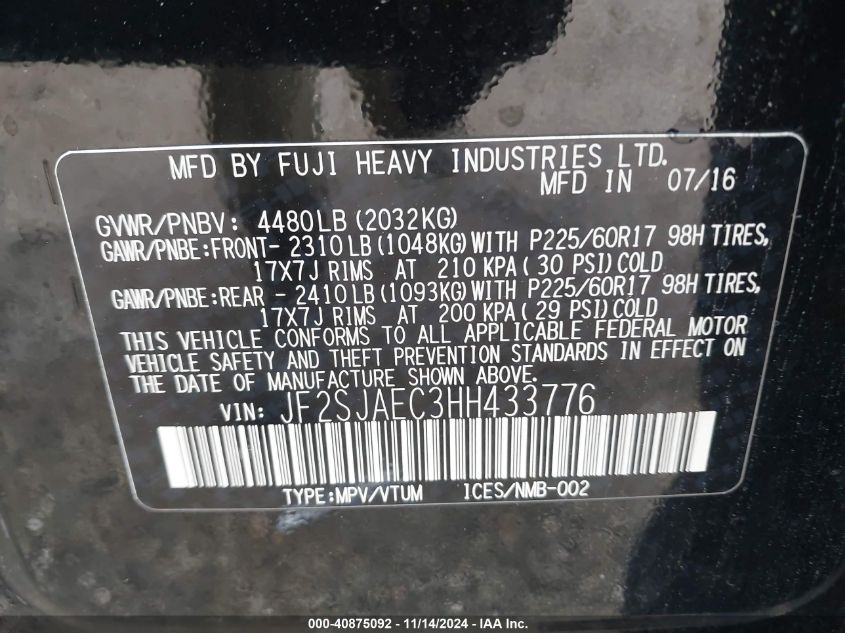 MFD BY FUJI HEAVY INDUSTRIES LTD.
MFD IN 07/16
GVWR/PNBV: 4480LB (2032KG)
GAWR/PNBE:FRONT- 2310LB (1048KG) WITH P225/60R17 98H TIRES,
17X7J RIMS AT 210 KPA ( 30 PSI) COLD
GAWR/PNBE:REAR - 2410LB (1093KG) WITH P225/60R17 98H TIRES,
17X7J RIMS AT 200 KPA ( 29 PSI) COLD
THIS VEHICLE CONFORMS TO ALL APPLICABLE FEDERAL MOTOR
VEHICLE SAFETY AND THEFT PREVENTION STANDARDS IN EFFECT ON
THE DATE OF MANUFACTURE SHOWN ABOVE.
VIN: JF2SJAEC3HH433776
TYPE:MPV/VTUM ICES/NMB-002
000-40875092 - 11/14/2024 - IAA Inc.